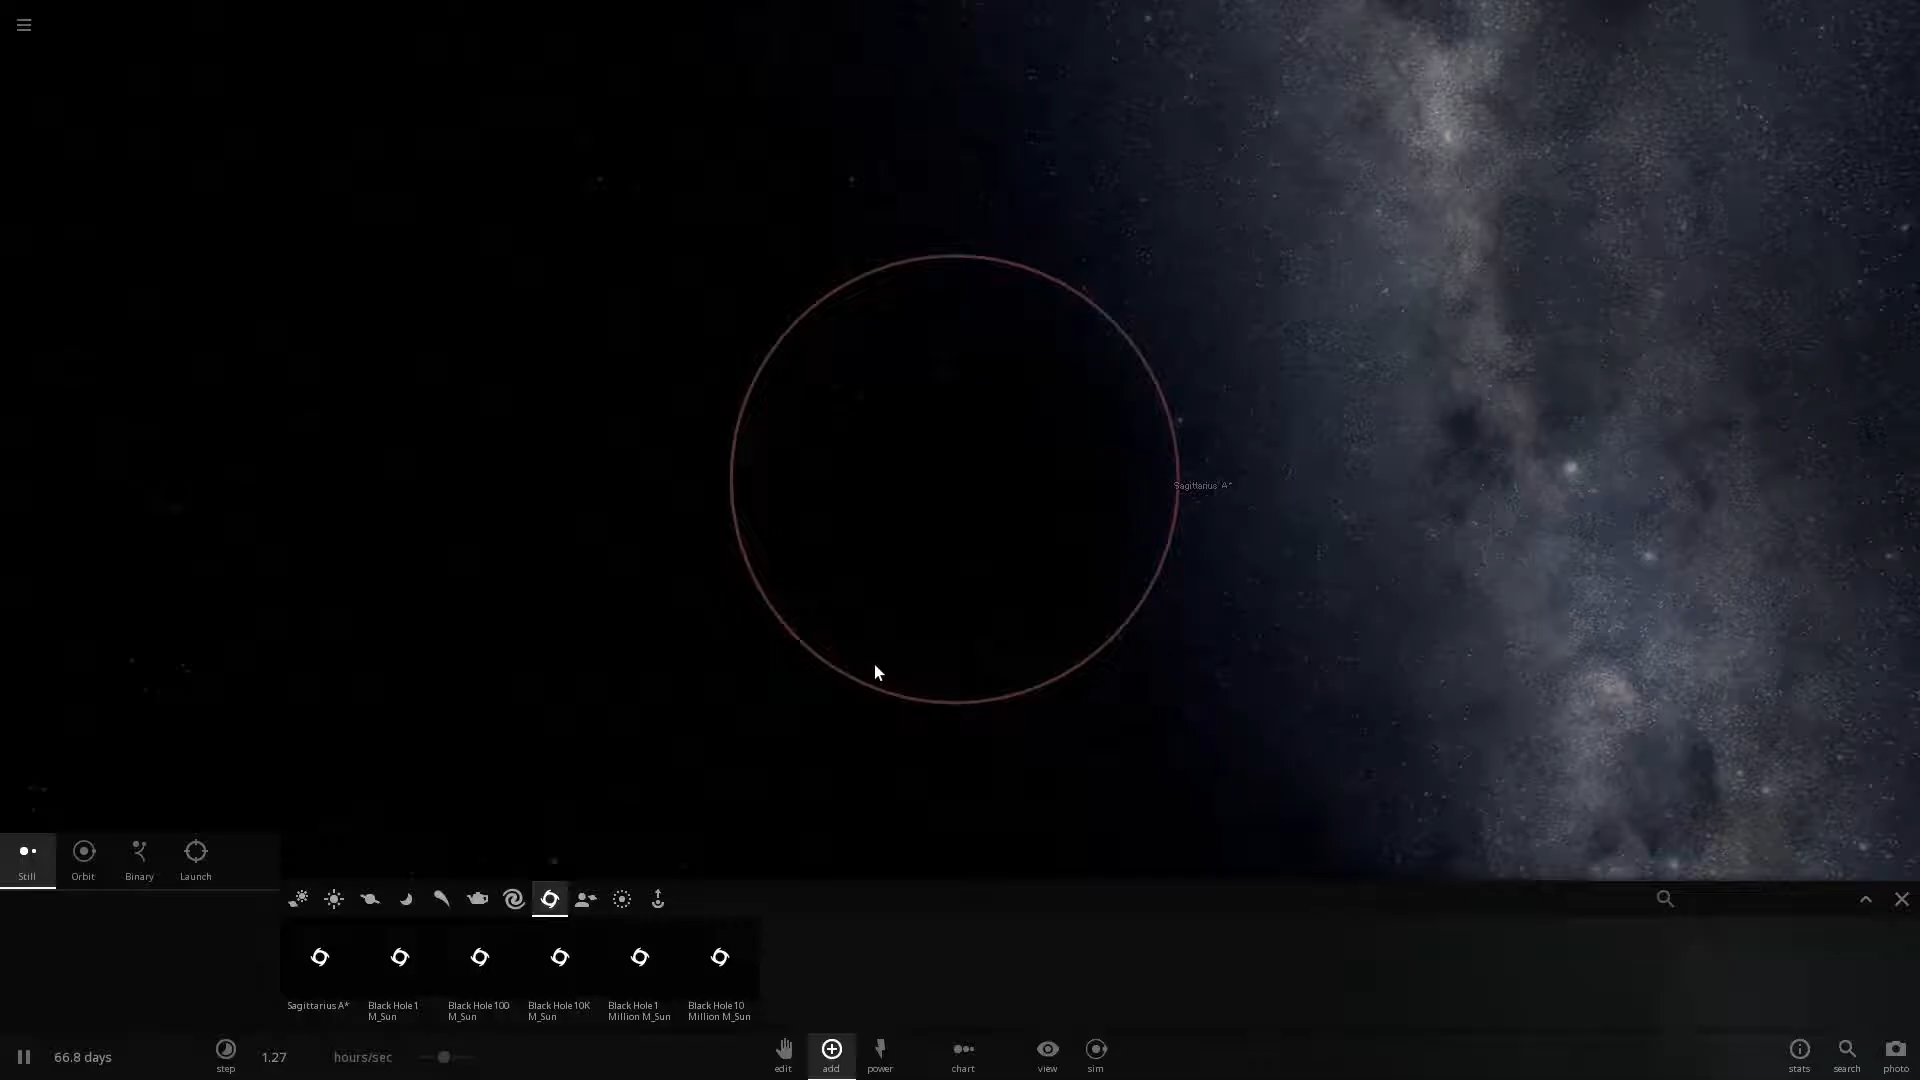 Sagittarius A*
Still
Orbit
Binary
Launch
Sagittarius A*
Black Hole 1
M_Sun
Black Hole 100
M_Sun
Black Hole 10K
M_Sun
Black Hole 1
Million M_Sun
Black Hole 10
Million M_Sun
66.8 days
step
1.27
hours/sec
edit
add
power
chart
view
sim
stats
search
photo